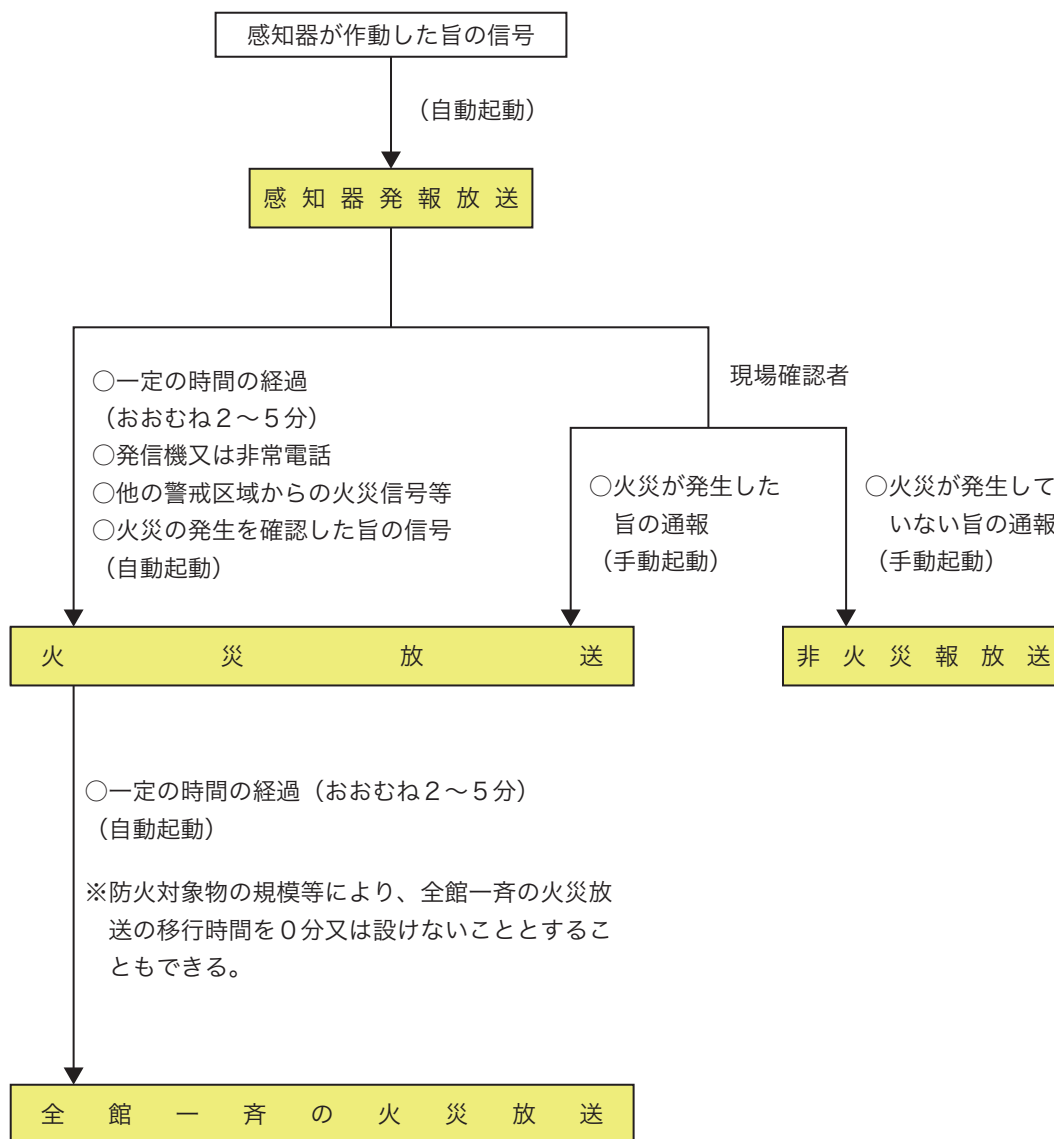 感知器が作動した旨の信号
（自動起動）
感知器発報放送
○一定の時間の経過
（おおむね２～５分）
○発信機又は非常電話
○他の警戒区域からの火災信号等
○火災の発生を確認した旨の信号
（自動起動）
現場確認者
○火災が発生した
旨の通報
（手動起動）
○火災が発生して
いない旨の通報
（手動起動）
火災放送
非火災報放送
○一定の時間の経過（おおむね２～５分）
（自動起動）
※防火対象物の規模等により、全館一斉の火災放
送の移行時間を０分又は設けないこととするこ
ともできる。
全館一斉の火災放送